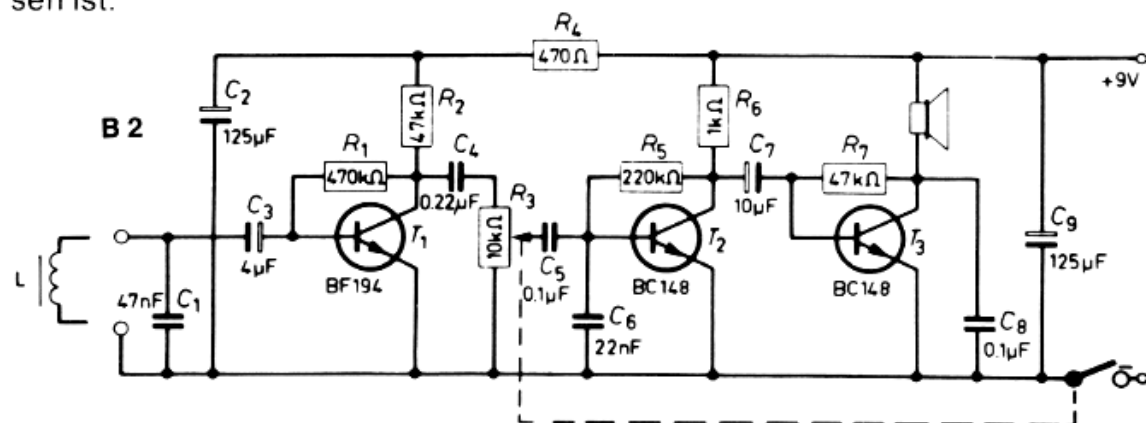 sen ist.
B 2
L
C1
47nF
C2
125µF
C3
4µF
R1
470kΩ
R2
47kΩ
T1
BF194
C4
0.22µF
R3
10kΩ
R4
470Ω
C5
0.1µF
C6
22nF
R5
220kΩ
R6
1kΩ
T2
BC148
C7
10µF
R7
47kΩ
T3
BC148
C8
0.1µF
C9
125µF
+9V
-